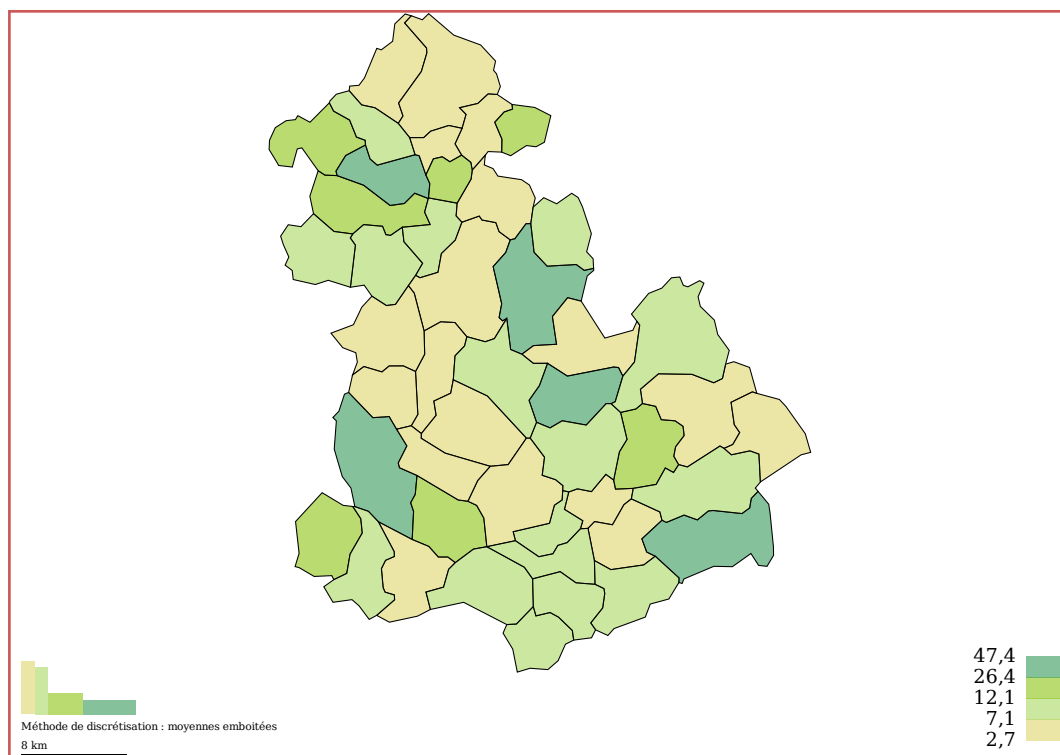 47,4
26,4
12,1
7,1
2,7
Méthode de discrétisation : moyennes emboitées
8 km